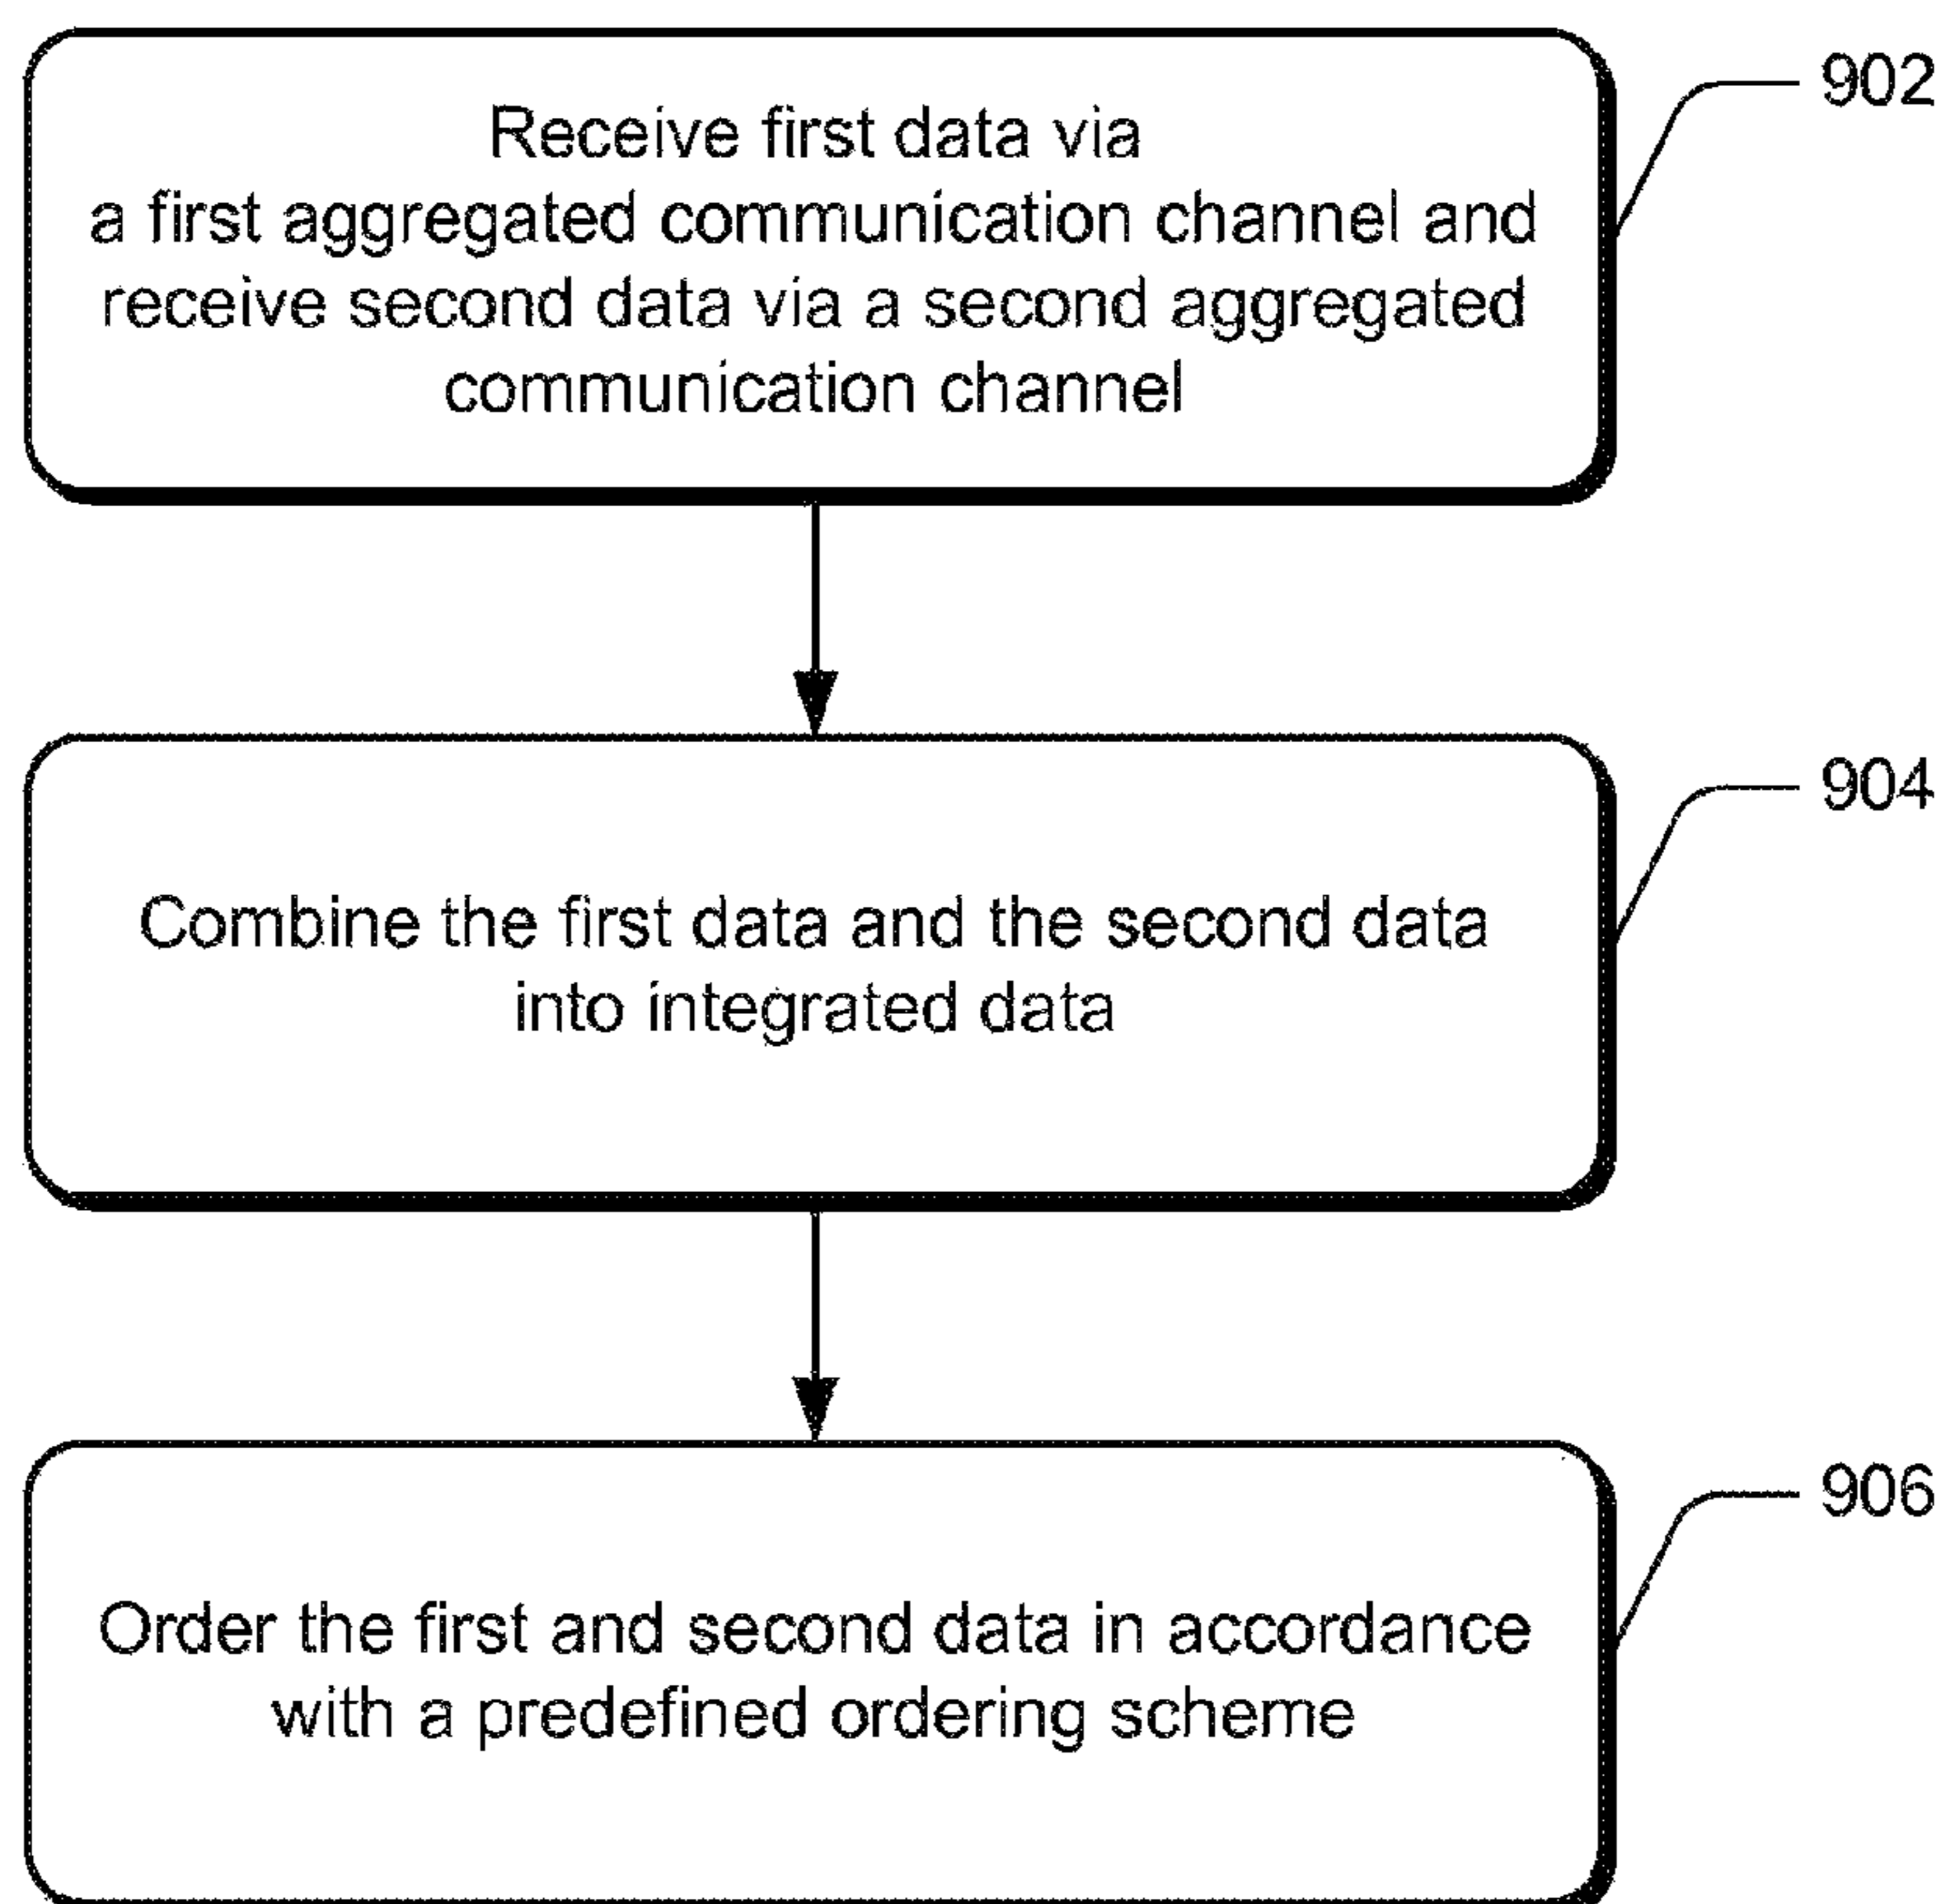 Receive first data via
a first aggregated communication channel and
receive second data via a second aggregated
communication channel
902
Combine the first data and the second data
into integrated data
904
Order the first and second data in accordance
with a predefined ordering scheme
906